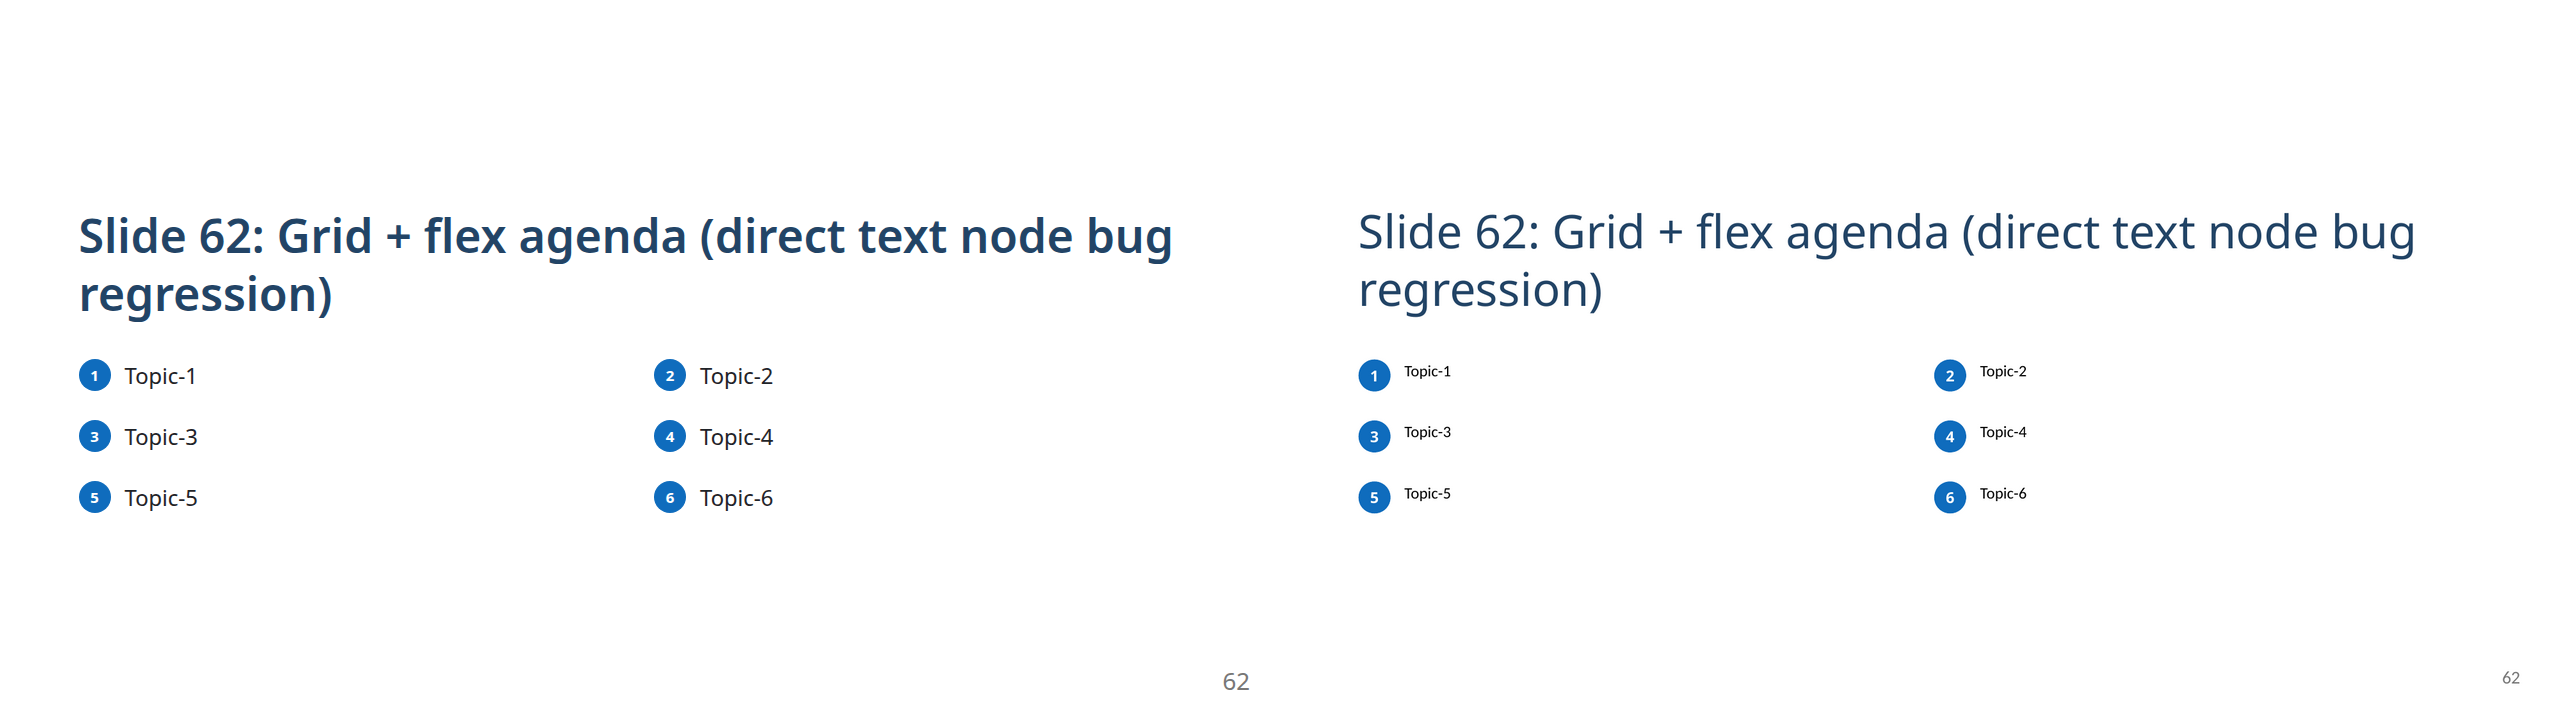 Slide 62: Grid + flex agenda (direct text node bug
regression)
1 Topic-1
2 Topic-2
3 Topic-3
4 Topic-4
5 Topic-5
6 Topic-6
62
Slide 62: Grid + flex agenda (direct text node bug
regression)
1 Topic-1
2 Topic-2
3 Topic-3
4 Topic-4
5 Topic-5
6 Topic-6
62